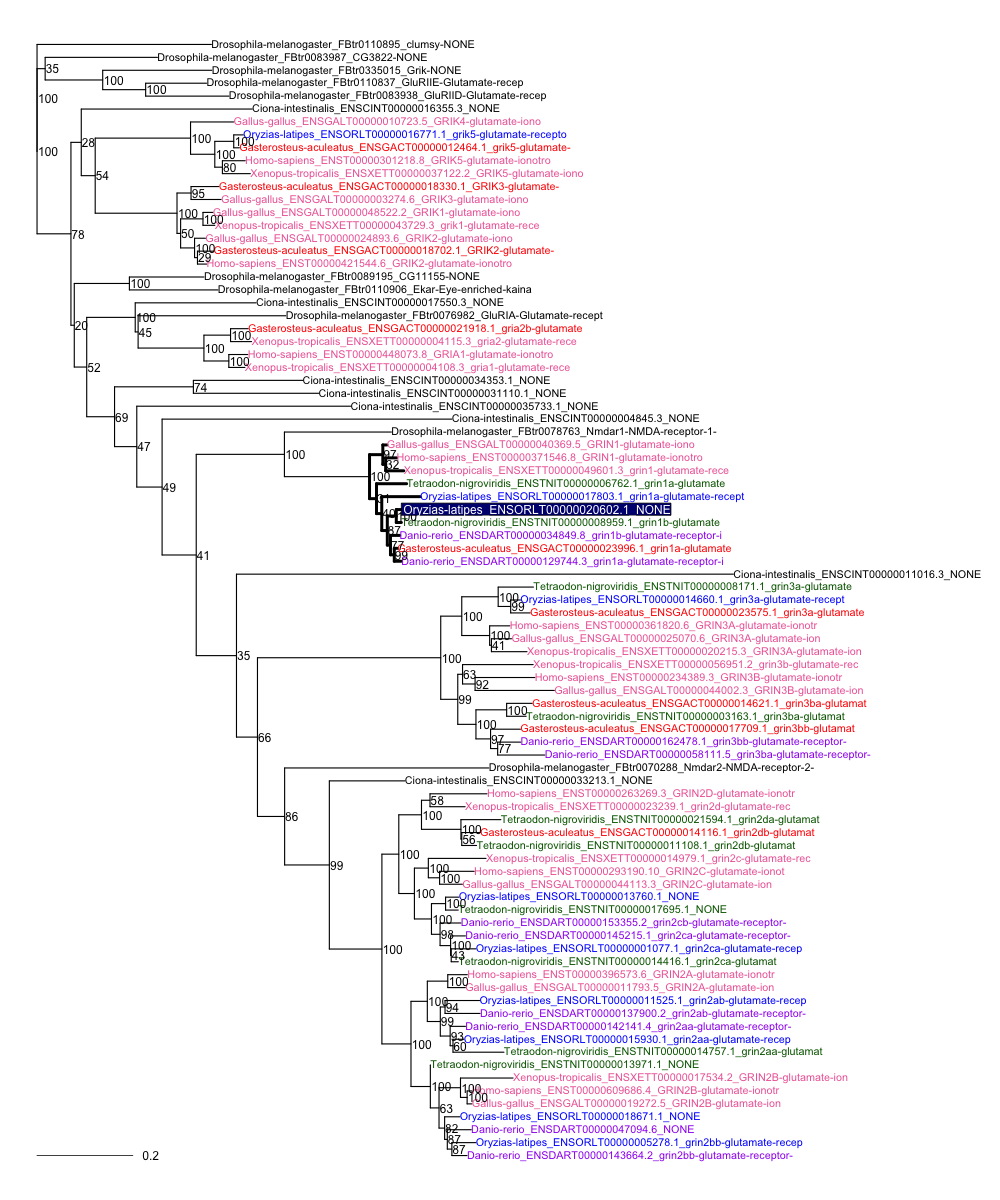 Drosophila-melanogaster_FBtr0110895_clumsy-NONE
Drosophila-melanogaster_FBtr0083987_CG3822-NONE
35
Drosophila-melanogaster_FBtr0335015_Grik-NONE
100
Drosophila-melanogaster_FBtr0110837_GluRIIE-Glutamate-recep
100
Drosophila-melanogaster_FBtr0083938_GluRIID-Glutamate-recep
100
Ciona-intestinalis_ENSCINT00000016355.3_NONE
Gallus-gallus_ENSGALT00000010723.5_GRIK4-glutamate-iono
Oryzias-latipes_ENSORLT00000016771.1_grik5-glutamate-recepto
100
28
100
Gasterosteus-aculeatus_ENSGACT00000012464.1_grik5-glutamate-
100
100
Homo-sapiens_ENST00000301218.8_GRIK5-glutamate-ionotro
80
Xenopus-tropicalis_ENSXETT00000037122.2_GRIK5-glutamate-iono
54
Gasterosteus-aculeatus_ENSGACT00000018330.1_GRIK3-glutamate-
95
Gallus-gallus_ENSGALT00000003274.6_GRIK3-glutamate-iono
100
Gallus-gallus_ENSGALT00000048522.2_GRIK1-glutamate-iono
100
Xenopus-tropicalis_ENSXETT00000043729.3_grik1-glutamate-rece
78
50
Gallus-gallus_ENSGALT00000024893.6_GRIK2-glutamate-iono
100
Gasterosteus-aculeatus_ENSGACT00000018702.1_GRIK2-glutamate-
29
Homo-sapiens_ENST00000421544.6_GRIK2-glutamate-ionotro
Drosophila-melanogaster_FBtr0089195_CG11155-NONE
100
Drosophila-melanogaster_FBtr0110906_Ekar-Eye-enriched-kaina
Ciona-intestinalis_ENSCINT00000017550.3_NONE
100
Drosophila-melanogaster_FBtr0076982_GluRIA-Glutamate-recept
20
45
Gasterosteus-aculeatus_ENSGACT00000021918.1_gria2b-glutamate
100
Xenopus-tropicalis_ENSXETT00000004115.3_gria2-glutamate-rece
100
Homo-sapiens_ENST00000448073.8_GRIA1-glutamate-ionotro
100
Xenopus-tropicalis_ENSXETT00000004108.3_gria1-glutamate-rece
52
Ciona-intestinalis_ENSCINT00000034353.1_NONE
74
Ciona-intestinalis_ENSCINT00000031110.1_NONE
69
Ciona-intestinalis_ENSCINT00000035733.1_NONE
Ciona-intestinalis_ENSCINT00000004845.3_NONE
47
Drosophila-melanogaster_FBtr0078763_Nmdar1-NMDA-receptor-1-
100
Gallus-gallus_ENSGALT00000040369.5_GRIN1-glutamate-iono
97
Homo-sapiens_ENST00000371546.8_GRIN1-glutamate-ionotro
32
Xenopus-tropicalis_ENSXETT00000049601.3_grin1-glutamate-rece
100
Tetraodon-nigroviridis_ENSTNIT00000006762.1_grin1a-glutamate
49
Oryzias-latipes_ENSORLT00000017803.1_grin1a-glutamate-recept
Oryzias-latipes_ENSORLT00000020602.1_NONE
100
Tetraodon-nigroviridis_ENSTNIT00000008959.1_grin1b-glutamate
87
Danio-rerio_ENSDART00000034849.8_grin1b-glutamate-receptor-i
77
Gasterosteus-aculeatus_ENSGACT00000023996.1_grin1a-glutamate
99
41
Danio-rerio_ENSDART00000129744.3_grin1a-glutamate-receptor-i
Ciona-intestinalis_ENSCINT00000011016.3_NONE
Tetraodon-nigroviridis_ENSTNIT00000008171.1_grin3a-glutamate
100
Oryzias-latipes_ENSORLT00000014660.1_grin3a-glutamate-recept
99
Gasterosteus-aculeatus_ENSGACT00000023575.1_grin3a-glutamate
100
Homo-sapiens_ENST00000361820.6_GRIN3A-glutamate-ionotr
100
Gallus-gallus_ENSGALT00000025070.6_GRIN3A-glutamate-ion
41
Xenopus-tropicalis_ENSXETT00000020215.3_GRIN3A-glutamate-ion
35
100
Xenopus-tropicalis_ENSXETT00000056951.2_grin3b-glutamate-rec
63
Homo-sapiens_ENST00000234389.3_GRIN3B-glutamate-ionotr
92
Gallus-gallus_ENSGALT00000044002.3_GRIN3B-glutamate-ion
99
Gasterosteus-aculeatus_ENSGACT00000014621.1_grin3ba-glutamat
100
Tetraodon-nigroviridis_ENSTNIT00000003163.1_grin3ba-glutamat
100
Gasterosteus-aculeatus_ENSGACT00000017709.1_grin3bb-glutamat
66
97
Danio-rerio_ENSDART00000162478.1_grin3bb-glutamate-receptor-
77
Danio-rerio_ENSDART00000058111.5_grin3ba-glutamate-receptor-
Drosophila-melanogaster_FBtr0070288_Nmdar2-NMDA-receptor-2-
Ciona-intestinalis_ENSCINT00000033213.1_NONE
Homo-sapiens_ENST00000263269.3_GRIN2D-glutamate-ionotr
58
Xenopus-tropicalis_ENSXETT00000023239.1_grin2d-glutamate-rec
86
100
Tetraodon-nigroviridis_ENSTNIT00000021594.1_grin2da-glutamat
100
Gasterosteus-aculeatus_ENSGACT00000014116.1_grin2db-glutamat
56
Tetraodon-nigroviridis_ENSTNIT00000011108.1_grin2db-glutamat
100
Xenopus-tropicalis_ENSXETT00000014979.1_grin2c-glutamate-rec
99
100
Homo-sapiens_ENST00000293190.10_GRIN2C-glutamate-ionot
100
Gallus-gallus_ENSGALT00000044113.3_GRIN2C-glutamate-ion
100
Oryzias-latipes_ENSORLT00000013760.1_NONE
100
Tetraodon-nigroviridis_ENSTNIT00000017695.1_NONE
100
Danio-rerio_ENSDART00000153355.2_grin2cb-glutamate-receptor-
98
Danio-rerio_ENSDART00000145215.1_grin2ca-glutamate-receptor-
100
100
Oryzias-latipes_ENSORLT00000001077.1_grin2ca-glutamate-recep
43
Tetraodon-nigroviridis_ENSTNIT00000014416.1_grin2ca-glutamat
Homo-sapiens_ENST00000396573.6_GRIN2A-glutamate-ionotr
100
Gallus-gallus_ENSGALT00000011793.5_GRIN2A-glutamate-ion
100
Oryzias-latipes_ENSORLT00000011525.1_grin2ab-glutamate-recep
94
Danio-rerio_ENSDART00000137900.2_grin2ab-glutamate-receptor-
99
Danio-rerio_ENSDART00000142141.4_grin2aa-glutamate-receptor-
93
Oryzias-latipes_ENSORLT00000015930.1_grin2aa-glutamate-recep
100
60
Tetraodon-nigroviridis_ENSTNIT00000014757.1_grin2aa-glutamat
Tetraodon-nigroviridis_ENSTNIT00000013971.1_NONE
Xenopus-tropicalis_ENSXETT00000017534.2_GRIN2B-glutamate-ion
100
100
Homo-sapiens_ENST00000609686.4_GRIN2B-glutamate-ionotr
100
Gallus-gallus_ENSGALT00000019272.5_GRIN2B-glutamate-ion
63
Oryzias-latipes_ENSORLT00000018671.1_NONE
82
Danio-rerio_ENSDART00000047094.6_NONE
87
Oryzias-latipes_ENSORLT00000005278.1_grin2bb-glutamate-recep
87
Danio-rerio_ENSDART00000143664.2_grin2bb-glutamate-receptor-
0.2